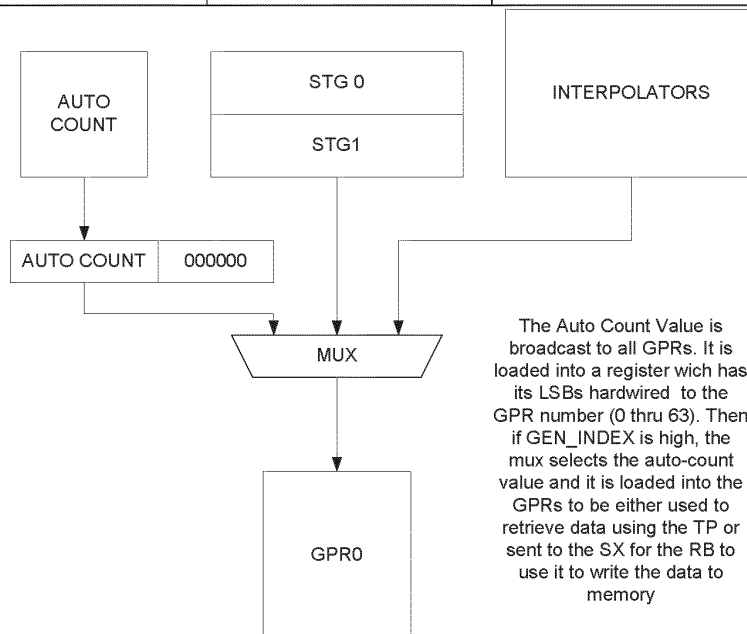 AUTO
COUNT
STG 0
STG1
INTERPOLATORS
AUTO COUNT
000000
MUX
GPR0
The Auto Count Value is
broadcast to all GPRs. It is
loaded into a register wich has
its LSBs hardwired to the
GPR number (0 thru 63). Then
if GEN_INDEX is high, the
mux selects the auto-count
value and it is loaded into the
GPRs to be either used to
retrieve data using the TP or
sent to the SX for the RB to
use it to write the data to
memory